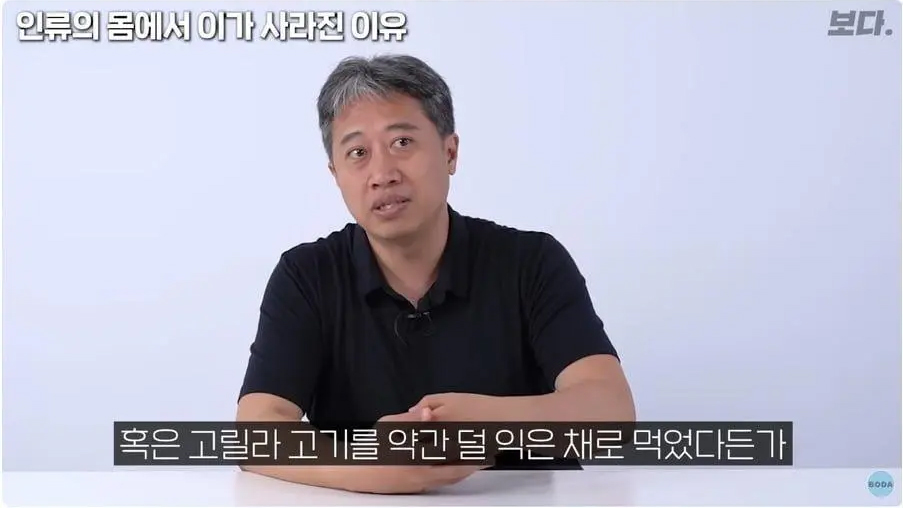 인류의 몸에서 이가 사라진 이유
보다.
혹은 고릴라 고기를 약간 덜 익은 채로 먹었다든가
BODA